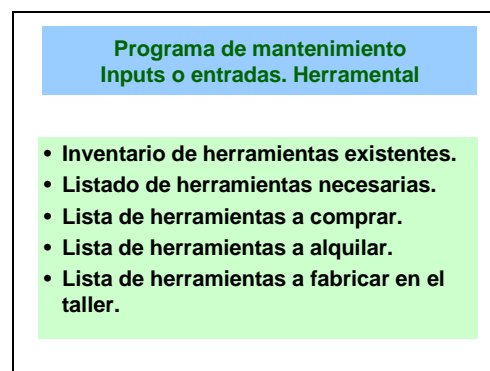 Programa de mantenimiento
Inputs o entradas. Herramental
• Inventario de herramientas existentes.
• Listado de herramientas necesarias.
• Lista de herramientas a comprar.
• Lista de herramientas a alquilar.
• Lista de herramientas a fabricar en el
taller.